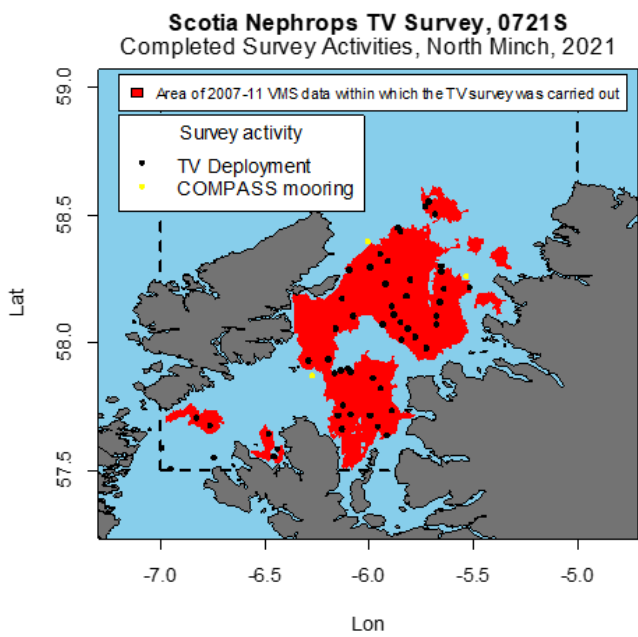 Scotia Nephrops TV Survey, 0721S
Completed Survey Activities, North Minch, 2021
Area of 2007-11 VMS data within which the TV survey was carried out
Survey activity
TV Deployment
COMPASS mooring
Lat
59.0
58.5
58.0
57.5
-7.0 -6.5 -6.0 -5.5 -5.0
Lon